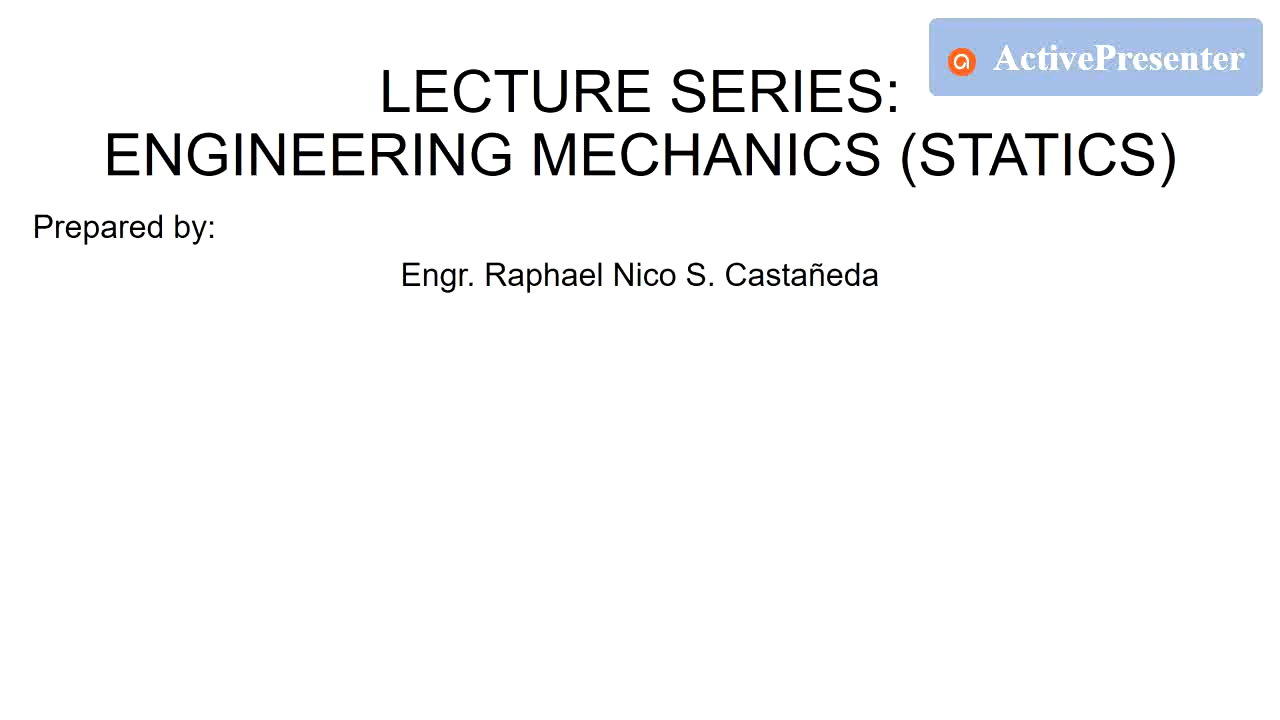 ActivePresenter
LECTURE SERIES:
ENGINEERING MECHANICS (STATICS)
Prepared by:
Engr. Raphael Nico S. Castañeda